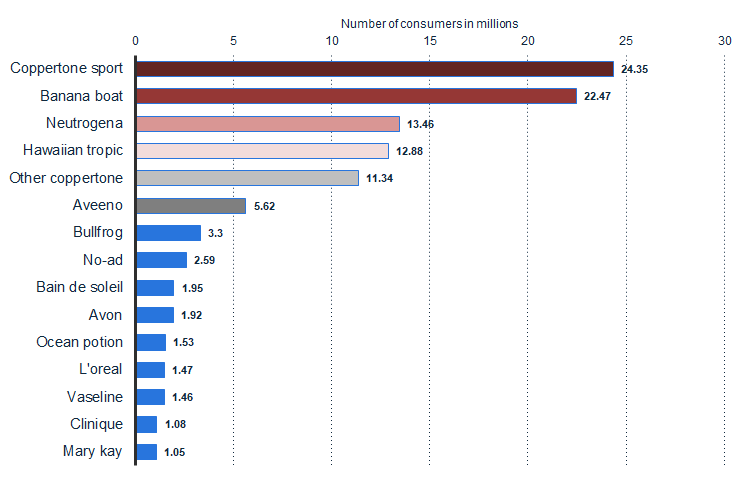 Number of consumers in millions
0 5 10 15 20 25 30
Coppertone sport 24.35
Banana boat 22.47
Neutrogena 13.46
Hawaiian tropic 12.88
Other coppertone 11.34
Aveeno 5.62
Bullfrog 3.3
No-ad 2.59
Bain de soleil 1.95
Avon 1.92
Ocean potion 1.53
L'oreal 1.47
Vaseline 1.46
Clinique 1.08
Mary kay 1.05